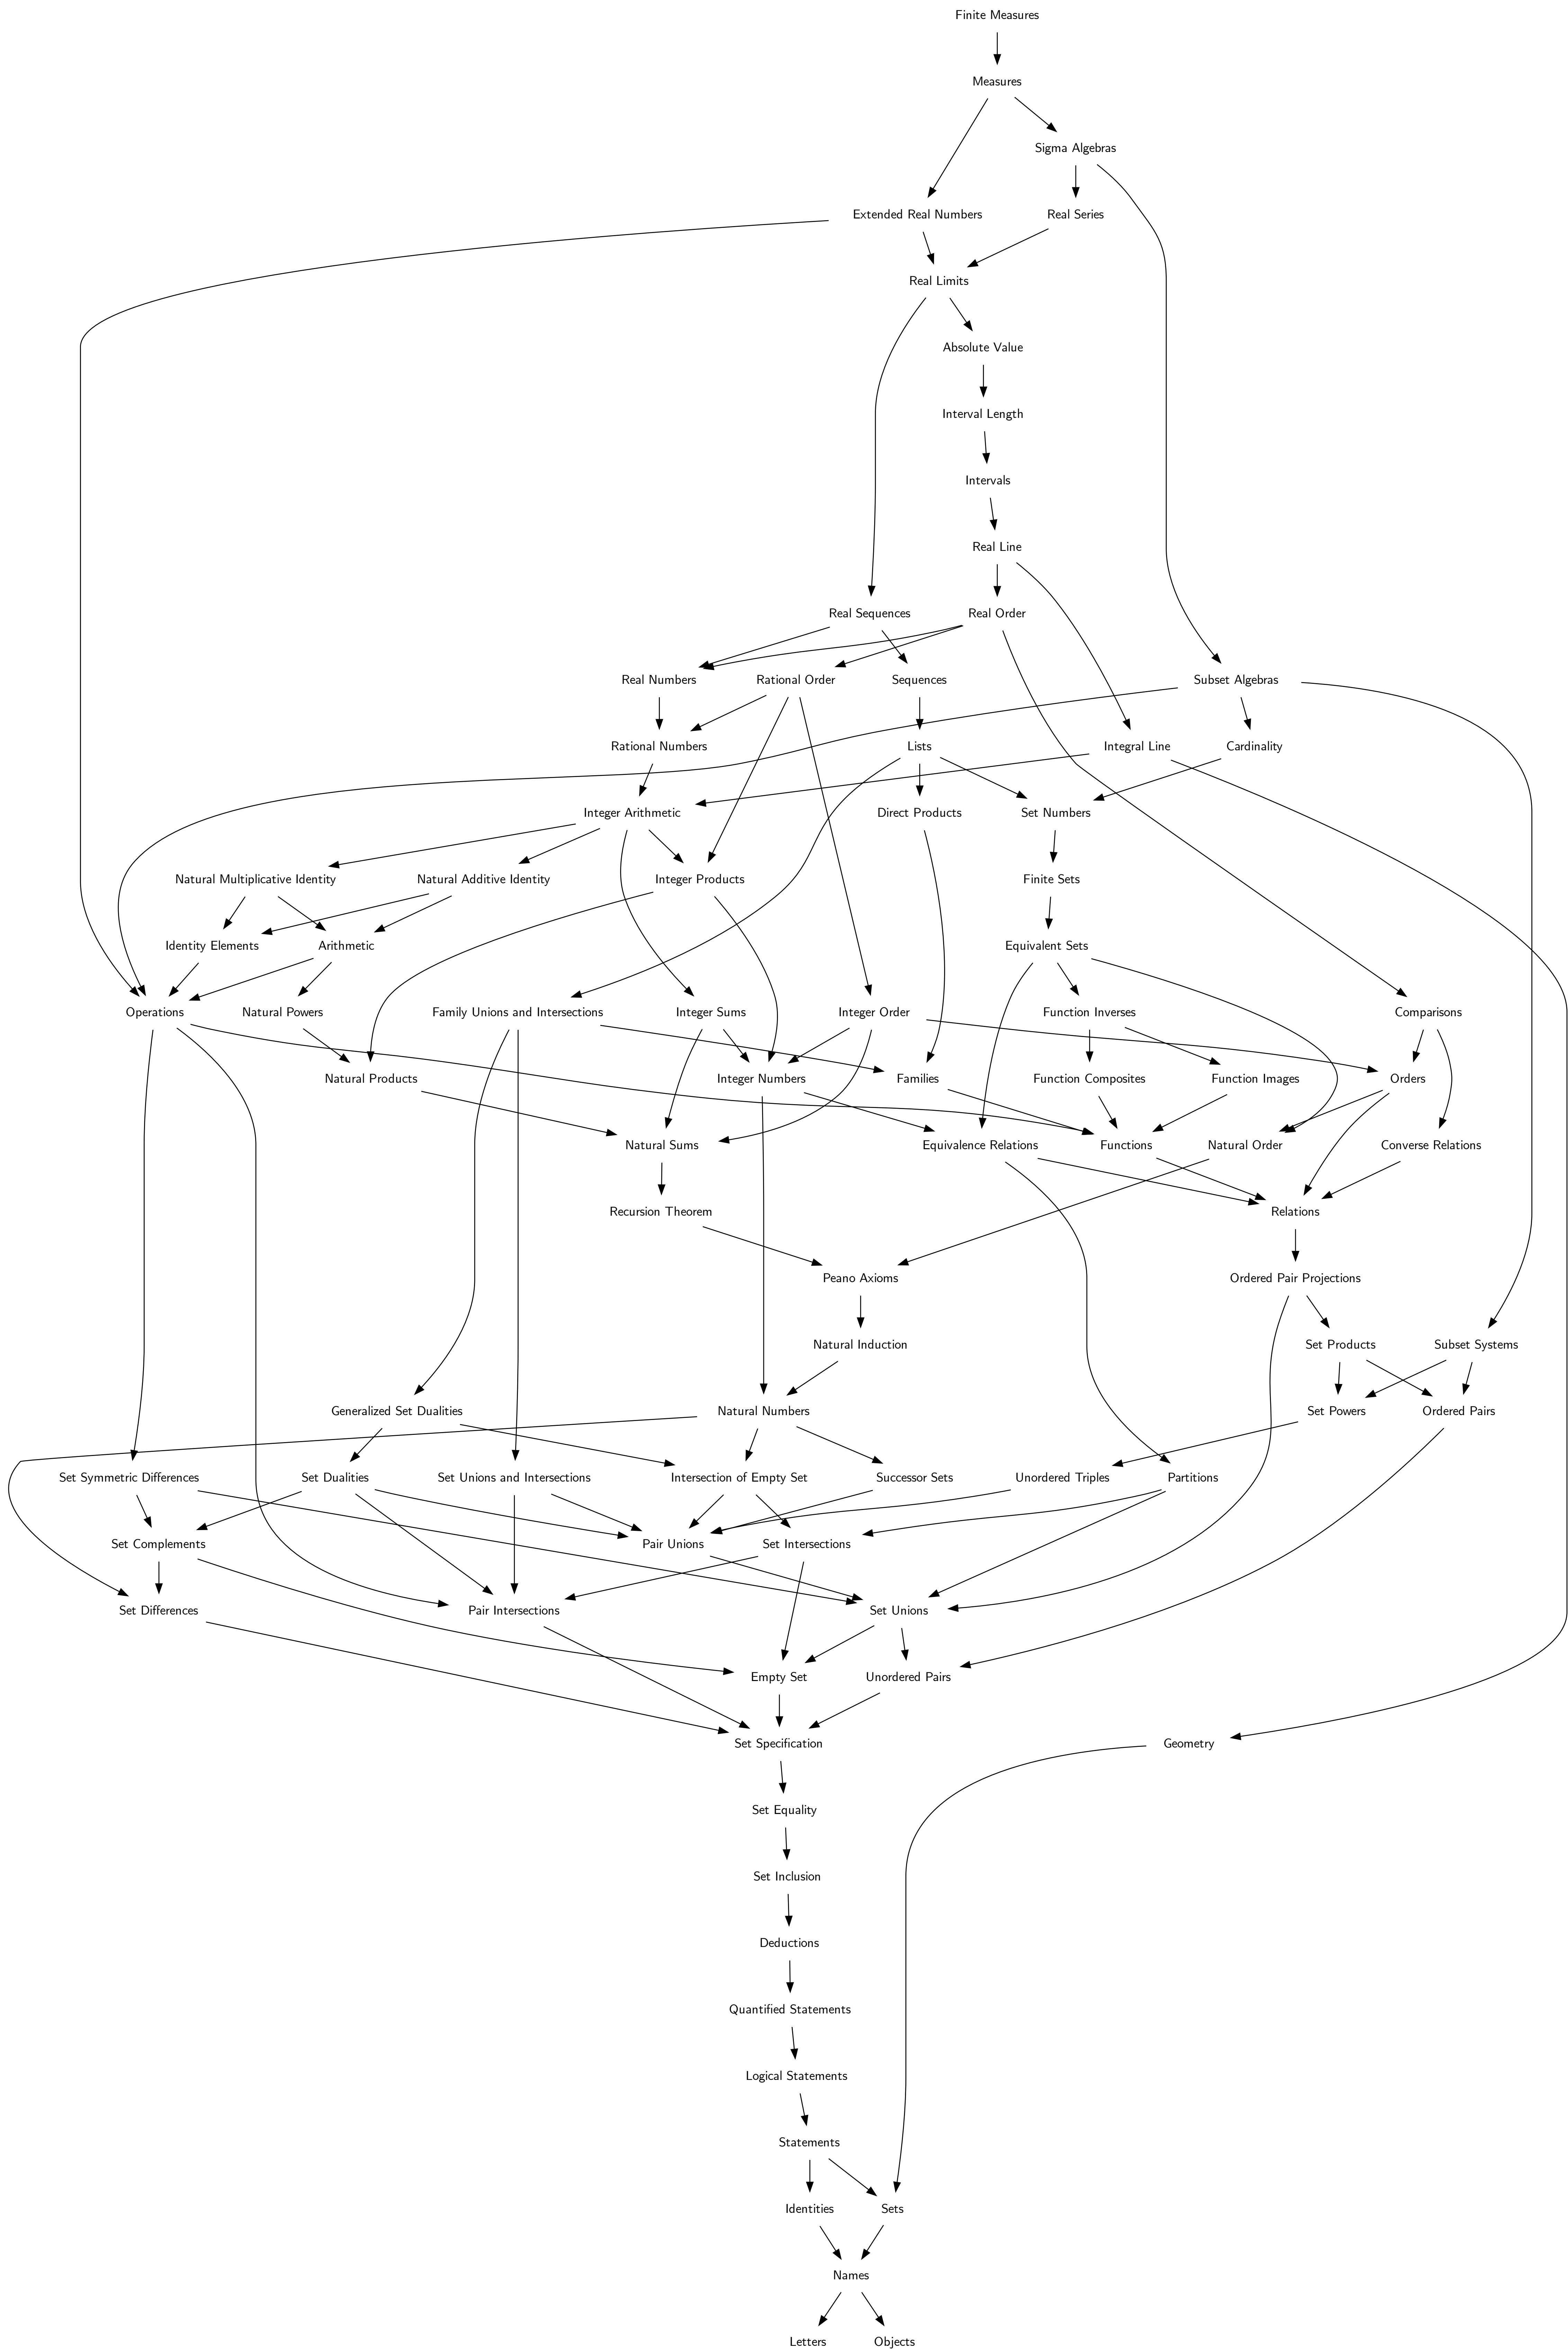 Finite Measures
Measures
Sigma Algebras
Extended Real Numbers
Real Series
Real Limits
Absolute Value
Interval Length
Intervals
Real Line
Real Sequences
Real Order
Real Numbers
Rational Order
Sequences
Subset Algebras
Rational Numbers
Lists
Integral Line
Cardinality
Integer Arithmetic
Direct Products
Set Numbers
Natural Multiplicative Identity
Natural Additive Identity
Integer Products
Finite Sets
Identity Elements
Arithmetic
Equivalent Sets
Operations
Natural Powers
Family Unions and Intersections
Integer Sums
Integer Order
Function Inverses
Comparisons
Natural Products
Integer Numbers
Families
Function Composites
Function Images
Orders
Natural Sums
Equivalence Relations
Functions
Natural Order
Converse Relations
Recursion Theorem
Relations
Peano Axioms
Ordered Pair Projections
Natural Induction
Set Products
Subset Systems
Generalized Set Dualities
Natural Numbers
Set Powers
Ordered Pairs
Set Symmetric Differences
Set Dualities
Set Unions and Intersections
Intersection of Empty Set
Successor Sets
Unordered Triples
Partitions
Set Complements
Pair Unions
Set Intersections
Set Differences
Pair Intersections
Set Unions
Empty Set
Unordered Pairs
Set Specification
Geometry
Set Equality
Set Inclusion
Deductions
Quantified Statements
Logical Statements
Statements
Identities
Sets
Names
Letters
Objects